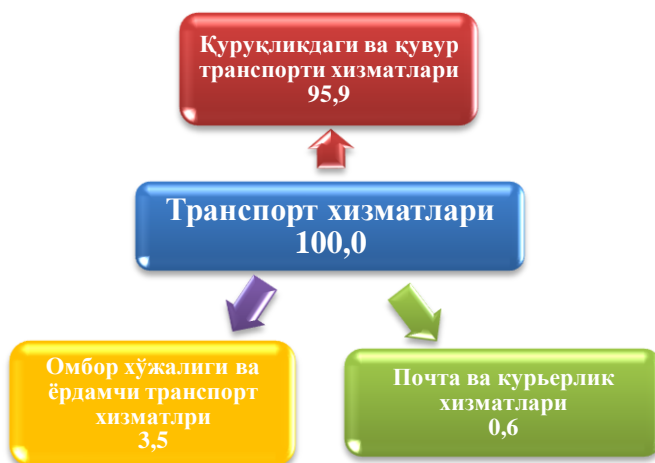 Қуруқликдаги ва қувур
транспорти хизматлари
95,9
Транспорт хизматлари
100,0
Омбор хўжалиги ва
ёрдамчи транспорт
хизматлри
3,5
Почта ва курьерлик
хизматлари
0,6